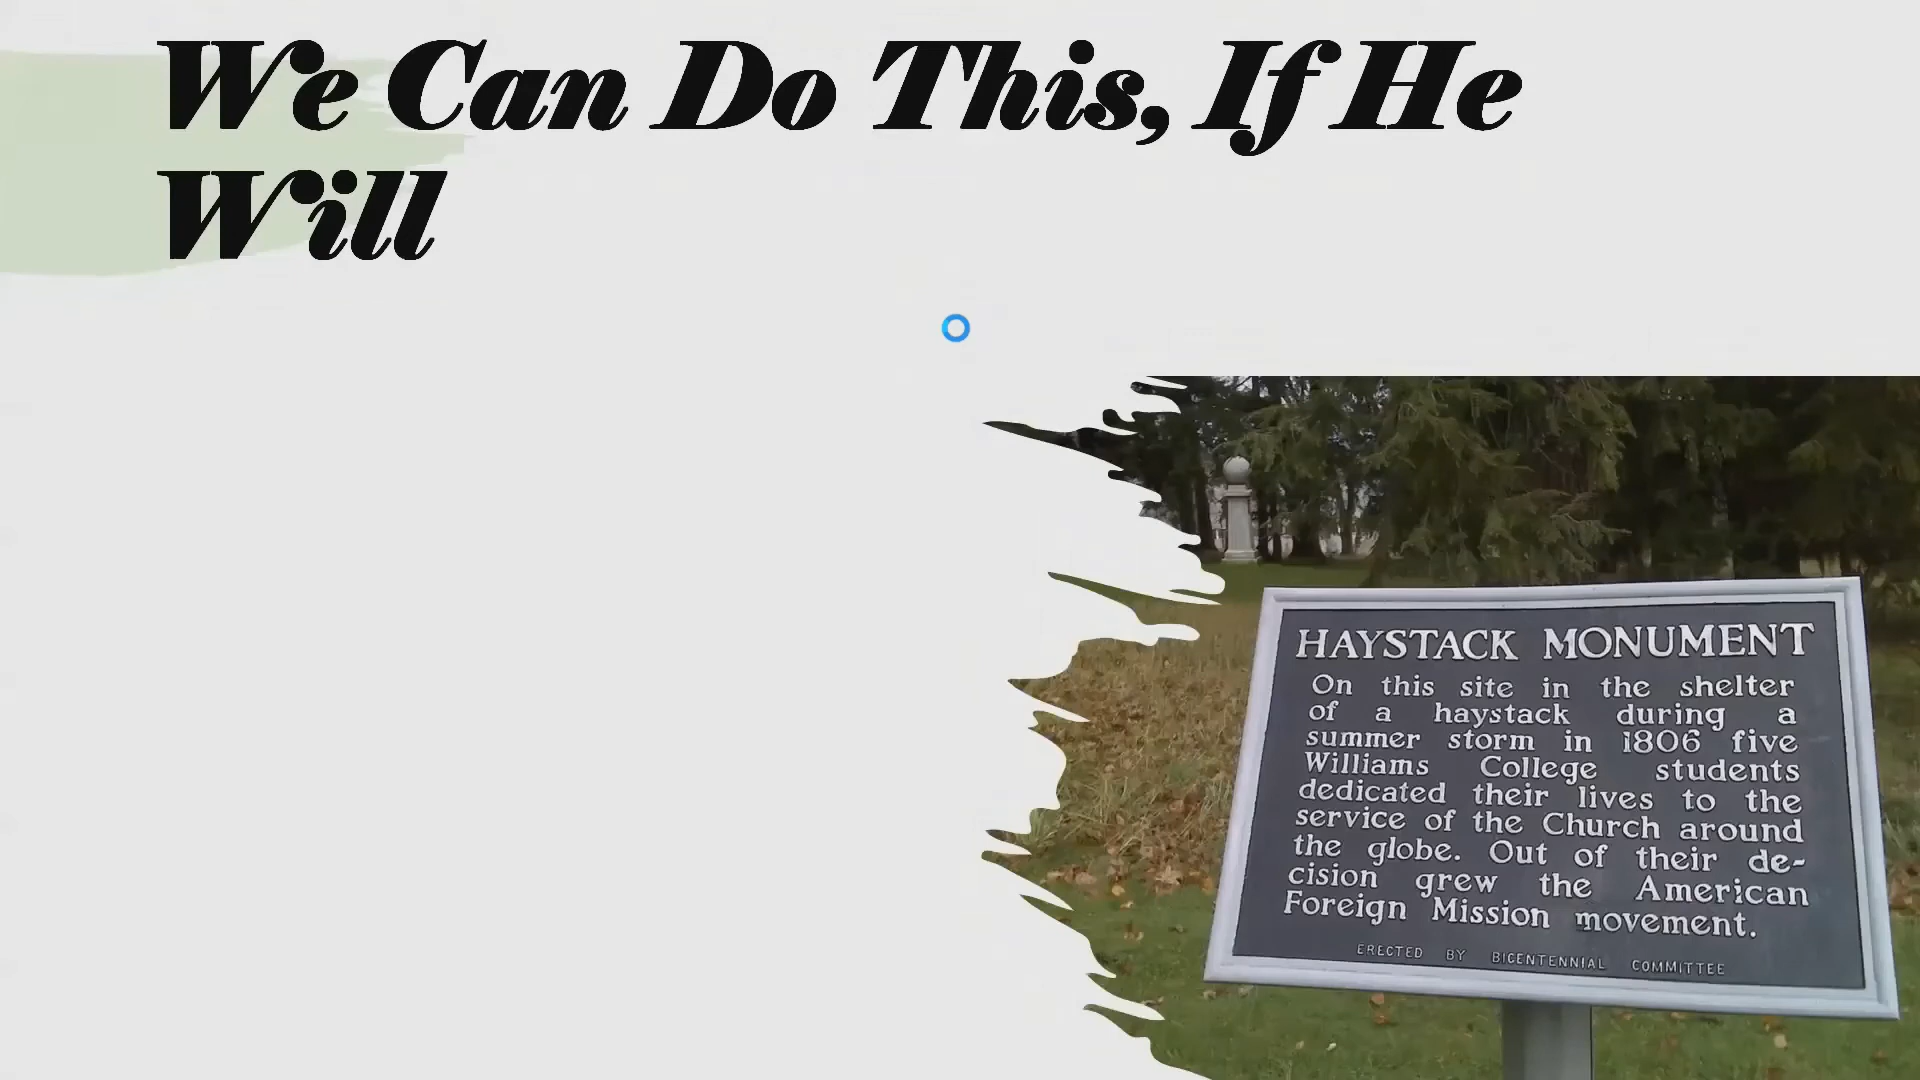 We Can Do This, If He
Will
HAYSTACK MONUMENT
On this site in the shelter
of a haystack during a
summer storm in 1806 five
Williams College students
dedicated their lives to the
service of the Church around
the globe. Out of their de-
cision grew the American
Foreign Mission movement.
ERECTED BY BICENTENNIAL COMMITTEE